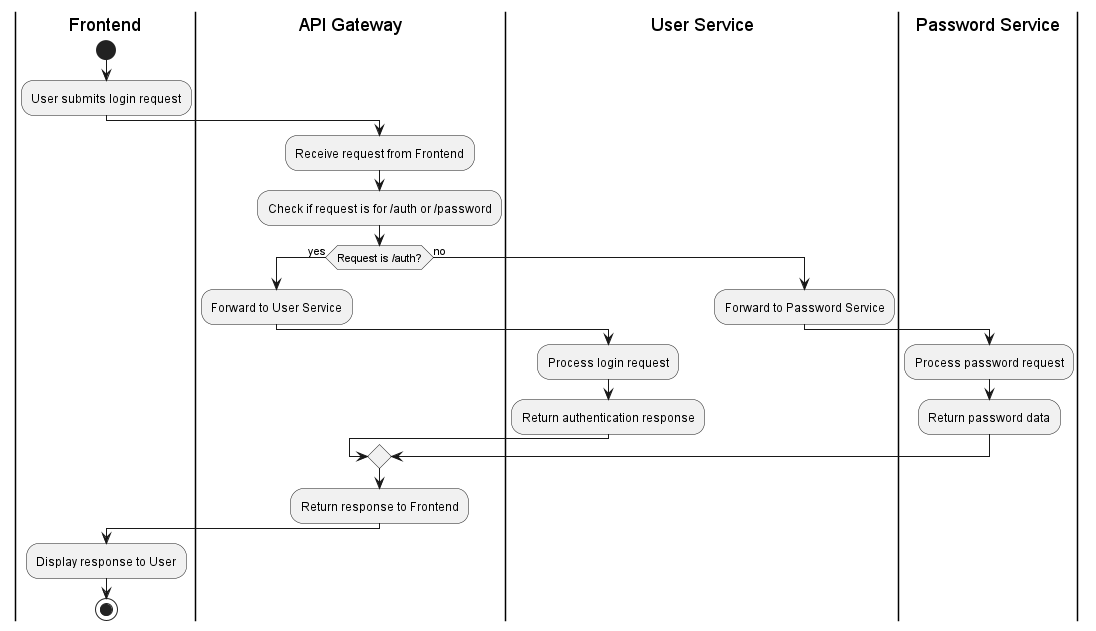 Frontend
API Gateway
User Service
Password Service
User submits login request
Receive request from Frontend
Check if request is for /auth or /password
yes
Request is /auth?
no
Forward to User Service
Forward to Password Service
Process login request
Process password request
Return authentication response
Return password data
Return response to Frontend
Display response to User